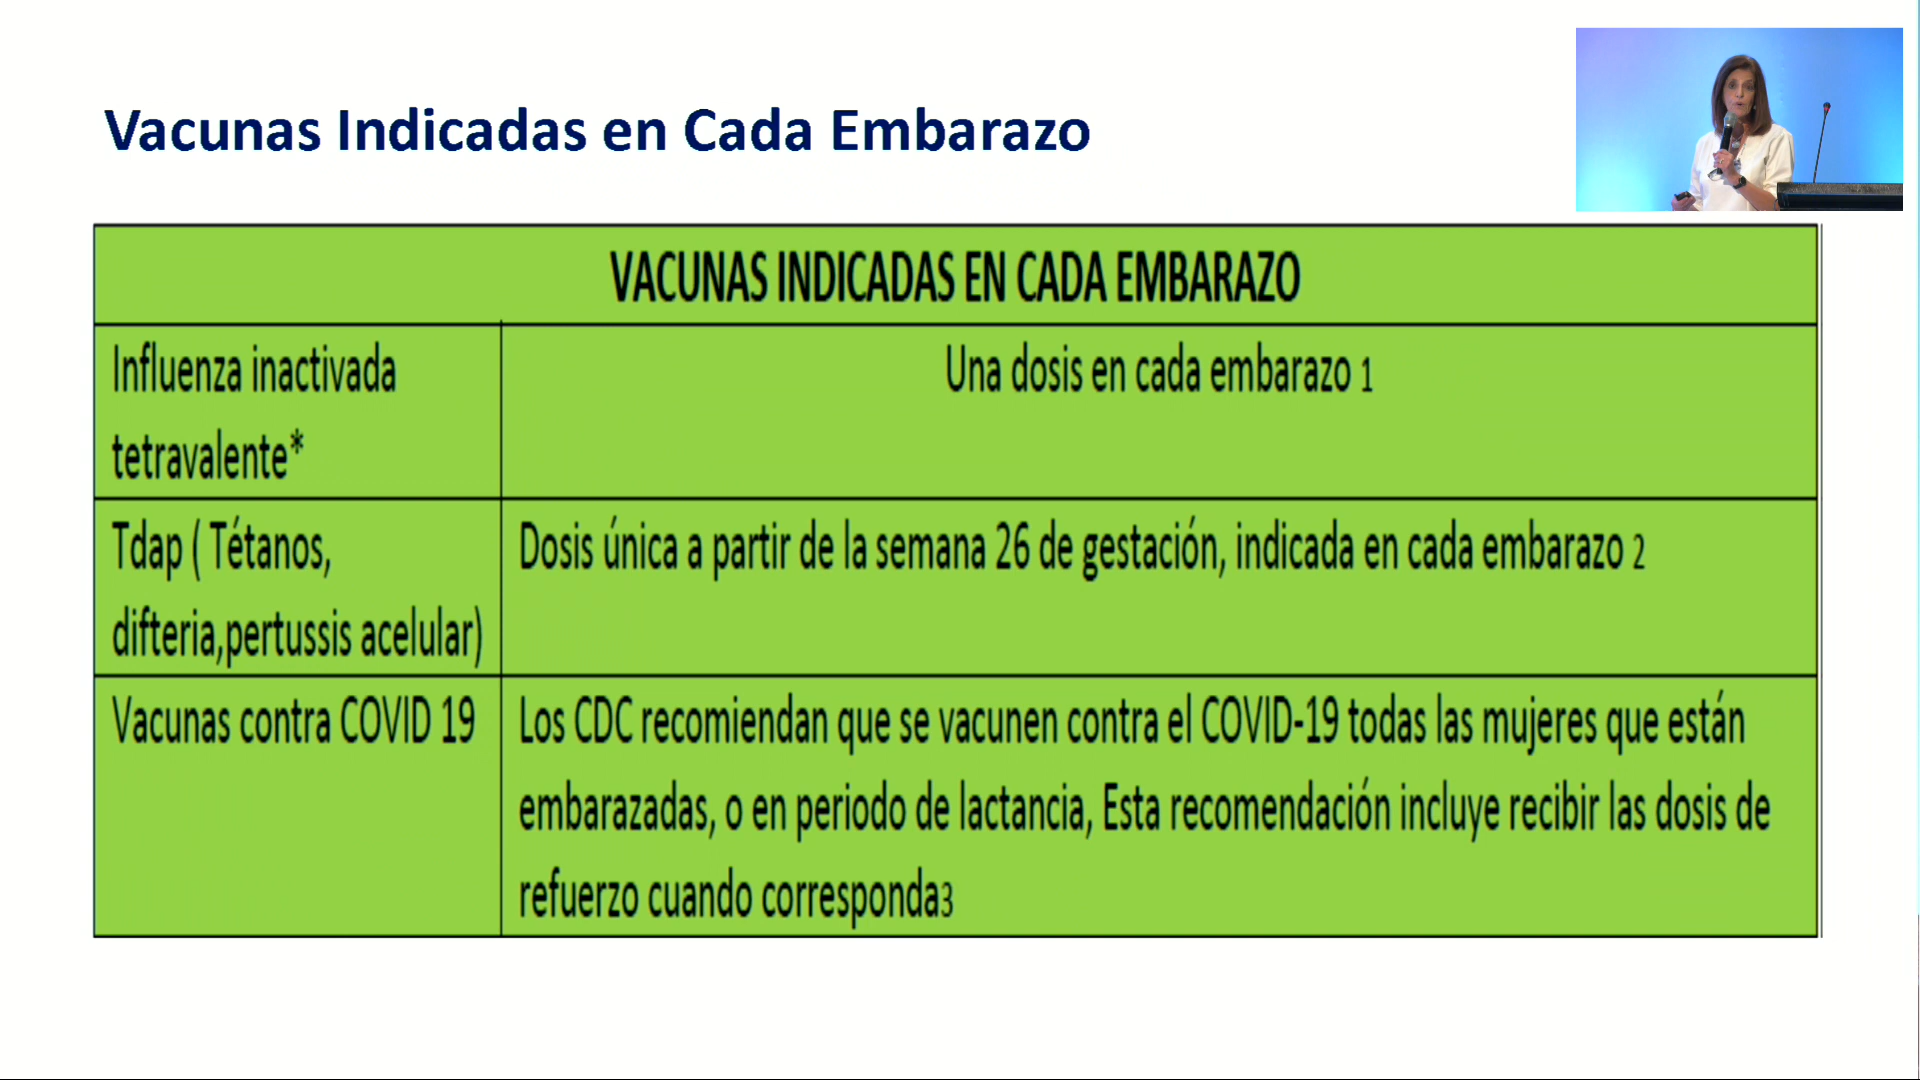 Vacunas Indicadas en Cada Embarazo
VACUNAS INDICADAS EN CADA EMBARAZO
Influenza inactivada
tetravalente*
Una dosis en cada embarazo 1
Tdap ( Tétanos,
difteria,pertussis acelular)
Dosis única a partir de la semana 26 de gestación, indicada en cada embarazo 2
Vacunas contra COVID 19
Los CDC recomiendan que se vacunen contra el COVID-19 todas las mujeres que están
embarazadas, o en periodo de lactancia, Esta recomendación incluye recibir las dosis de
refuerzo cuando corresponda3